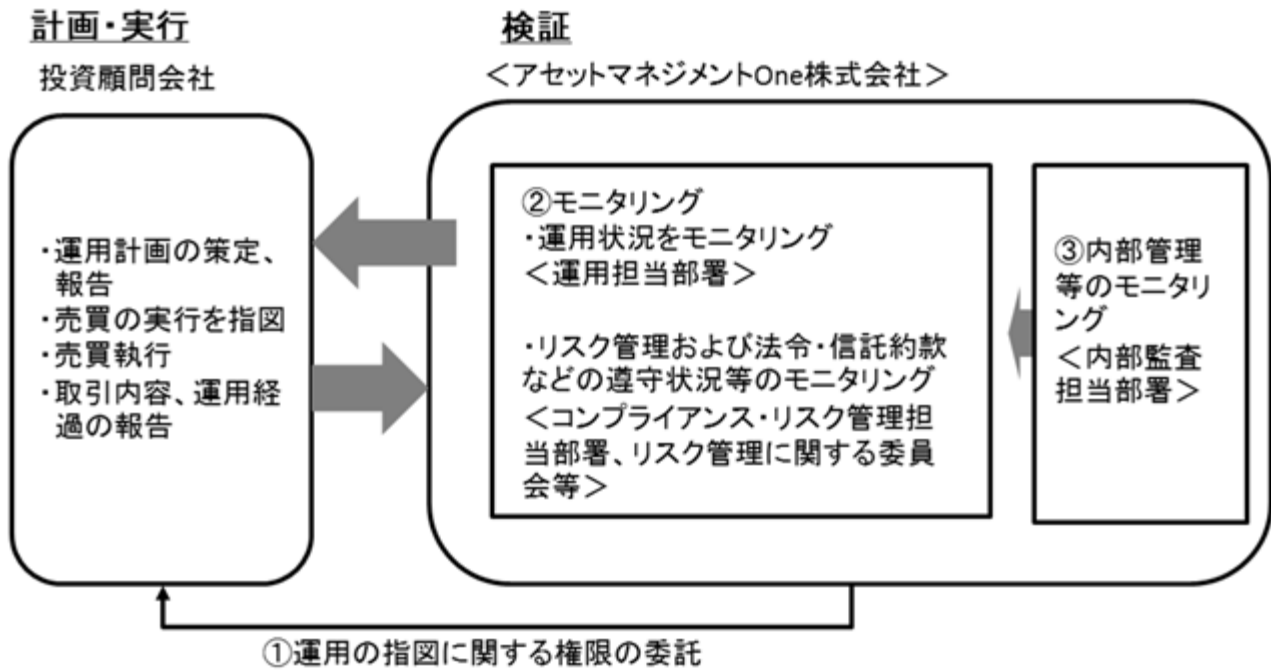 計画・実行
投資顧問会社
・運用計画の策定、
報告
・売買の実行を指図
・売買執行
・取引内容、運用経
過の報告
検証
＜アセットマネジメントOne株式会社＞
②モニタリング
・運用状況をモニタリング
＜運用担当部署＞
・リスク管理および法令・信託約款
などの遵守状況等のモニタリング
＜コンプライアンス・リスク管理担
当部署、リスク管理に関する委員
会等＞
③内部管理
等のモニタリ
ング
＜内部監査
担当部署＞
①運用の指図に関する権限の委託